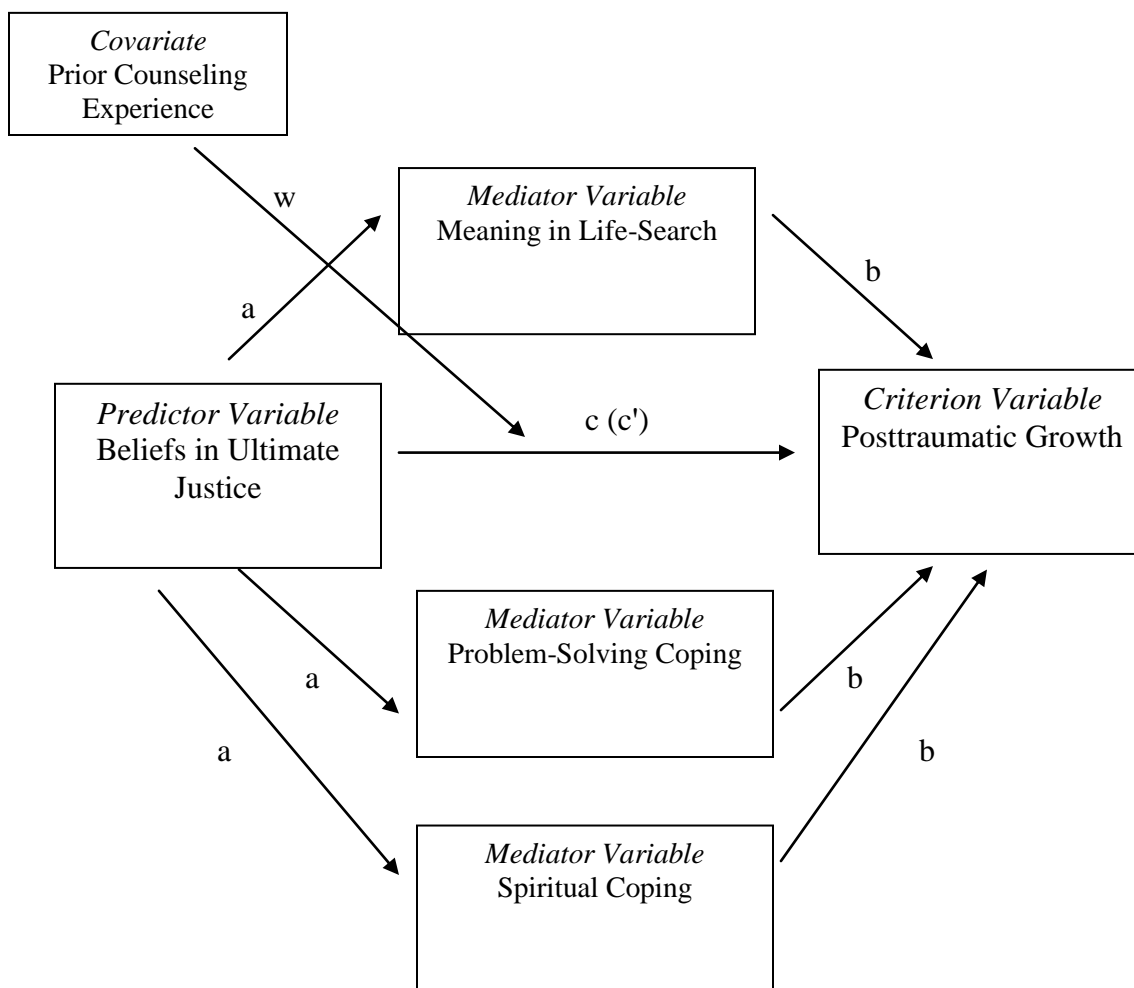 Covariate
Prior Counseling
Experience
w
Mediator Variable
Meaning in Life-Search
a
b
Predictor Variable
Beliefs in Ultimate
Justice
c (c')
Criterion Variable
Posttraumatic Growth
Mediator Variable
Problem-Solving Coping
a
b
a
b
Mediator Variable
Spiritual Coping